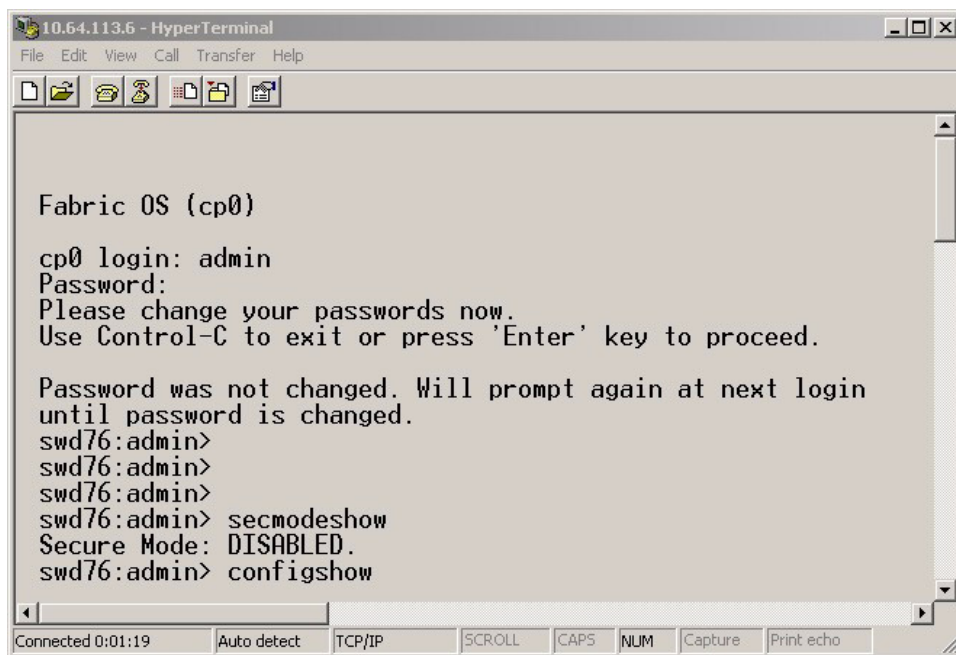 10.64.113.6 - HyperTerminal
File Edit View Call Transfer Help
Fabric OS (cp0)
cp0 login: admin
Password:
Please change your passwords now.
Use Control-C to exit or press 'Enter' key to proceed.
Password was not changed. Will prompt again at next login
until password is changed.
swd76:admin>
swd76:admin>
swd76:admin>
swd76:admin> secmodeshow
Secure Mode: DISABLED.
swd76:admin> configshow
Connected 0:01:19 Auto detect TCP/IP SCROLL CAPS NUM Capture Print echo